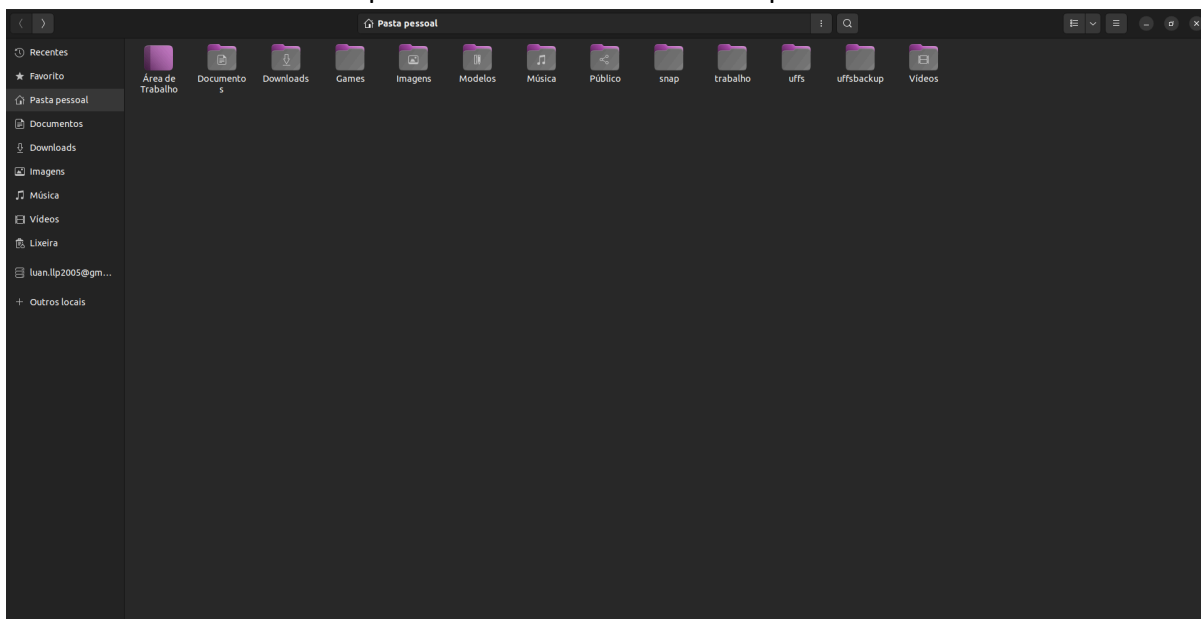 Pasta pessoal
Recentes
Favorito
Pasta pessoal
Documentos
Downloads
Imagens
Música
Vídeos
Lixeira
luan.llp2005@gm...
Outros locais
Área de
Trabalho
Documento
s
Downloads
Games
Imagens
Modelos
Música
Público
snap
trabalho
uffs
uffsbackup
Vídeos